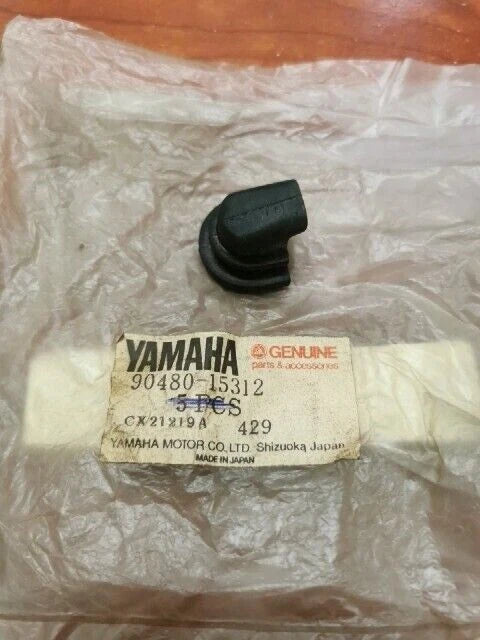 YAMAHA
GENUINE
parts & accessories
90480-15312
5 PCS
CX21219A 429
YAMAHA MOTOR CO., LTD. Shizuoka, Japan
MADE IN JAPAN